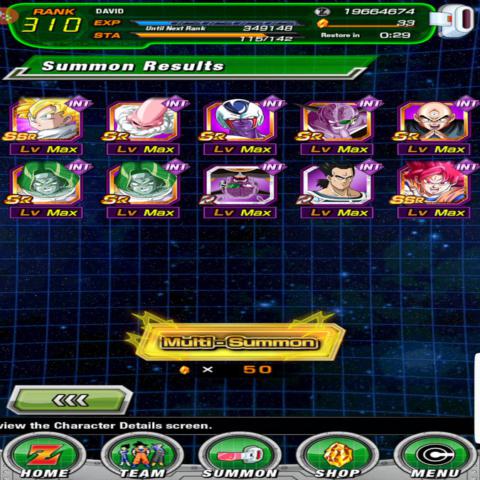 RANK
310
DAVID
EXP
Until Next Rank 349148
STA
115/142
Z 19664674
33
Restore in 0:29
Summon Results
INT INT INT INT INT
SSR SR SR SR SR
Lv Max Lv Max Lv Max Lv Max Lv Max
INT INT INT INT INT
SR SR R R SSR
Lv Max Lv Max Lv Max Lv Max Lv Max
Multi-Summon
× 50
<<<
view the Character Details screen.
Z
HOME
TEAM
SUMMON
SHOP
C
MENU